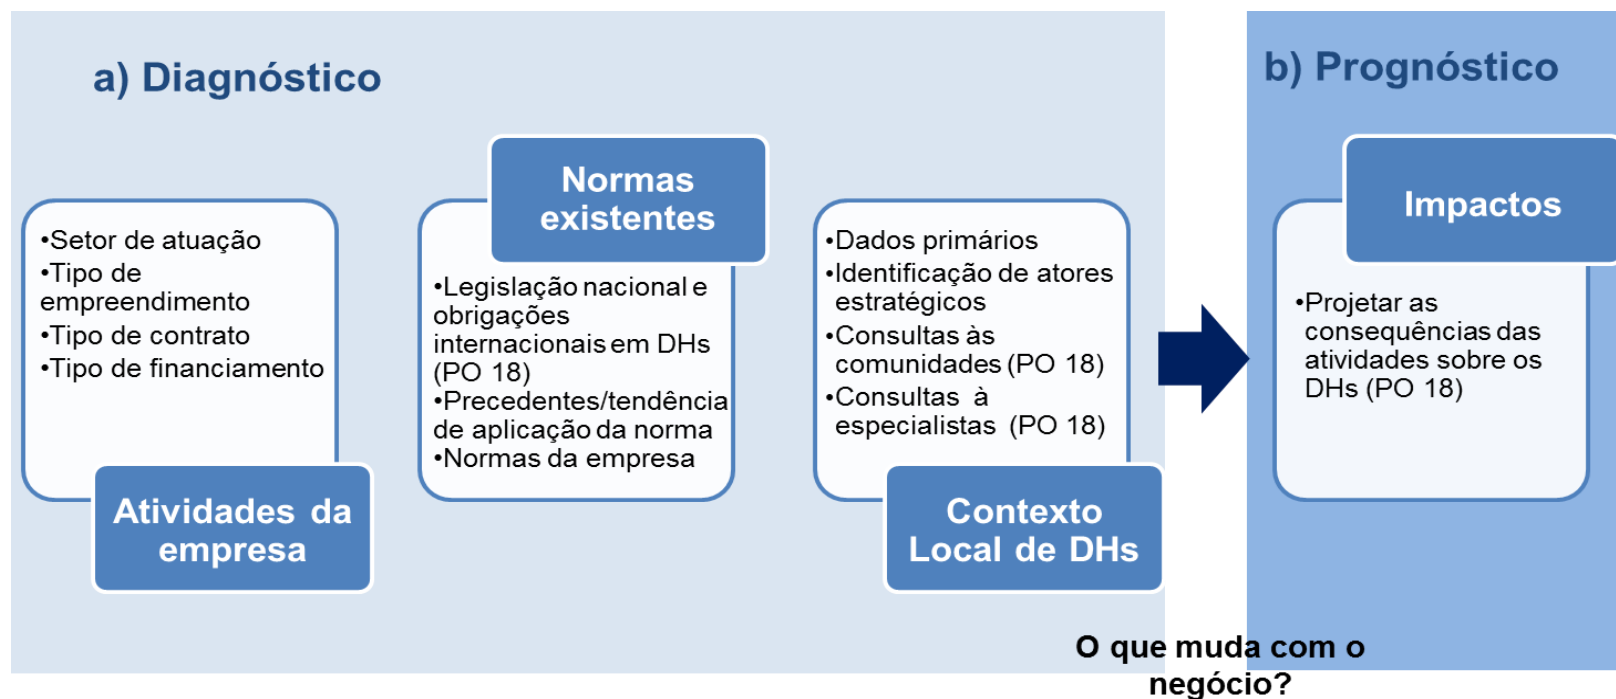 a) Diagnóstico
•Setor de atuação
•Tipo de
empreendimento
•Tipo de contrato
•Tipo de financiamento
Atividades da
empresa
Normas
existentes
•Legislação nacional e
obrigações
internacionais em DHs
(PO 18)
•Precedentes/tendência
de aplicação da norma
•Normas da empresa
•Dados primários
•Identificação de atores
estratégicos
•Consultas às
comunidades (PO 18)
•Consultas à
especialistas (PO 18)
Contexto
Local de DHs
O que muda com o
negócio?
b) Prognóstico
Impactos
•Projetar as
consequências das
atividades sobre os
DHs (PO 18)